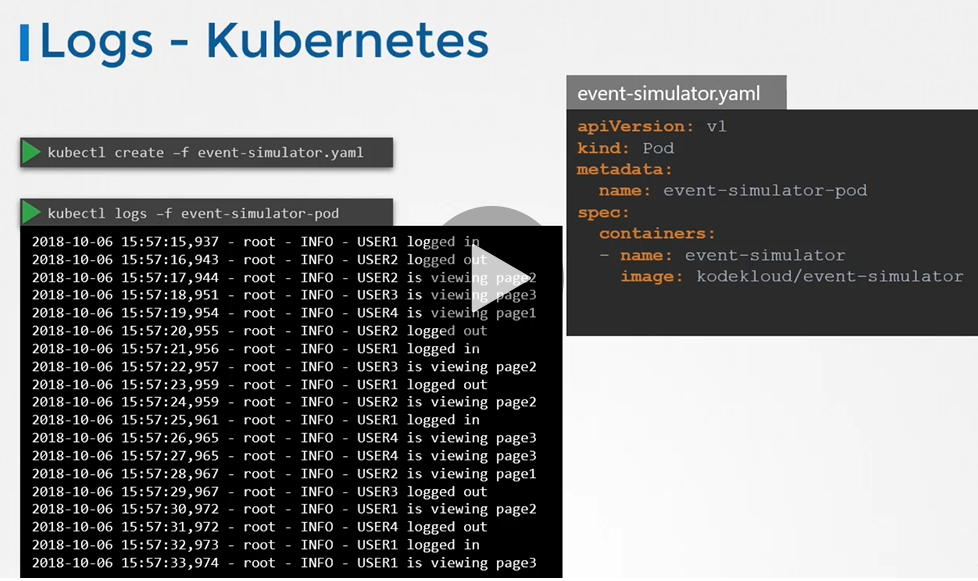 Logs - Kubernetes
kubectl create –f event-simulator.yaml
kubectl logs –f event-simulator-pod
2018-10-06 15:57:15,937 - root - INFO - USER1 logged in
2018-10-06 15:57:16,943 - root - INFO - USER2 logged out
2018-10-06 15:57:17,944 - root - INFO - USER2 is viewing page2
2018-10-06 15:57:18,951 - root - INFO - USER3 is viewing page3
2018-10-06 15:57:19,954 - root - INFO - USER4 is viewing page1
2018-10-06 15:57:20,955 - root - INFO - USER2 logged out
2018-10-06 15:57:21,956 - root - INFO - USER1 logged in
2018-10-06 15:57:22,957 - root - INFO - USER3 is viewing page2
2018-10-06 15:57:23,959 - root - INFO - USER1 logged out
2018-10-06 15:57:24,959 - root - INFO - USER2 is viewing page2
2018-10-06 15:57:25,961 - root - INFO - USER1 logged in
2018-10-06 15:57:26,965 - root - INFO - USER4 is viewing page3
2018-10-06 15:57:27,965 - root - INFO - USER4 is viewing page3
2018-10-06 15:57:28,967 - root - INFO - USER2 is viewing page1
2018-10-06 15:57:29,967 - root - INFO - USER3 logged out
2018-10-06 15:57:30,972 - root - INFO - USER1 is viewing page2
2018-10-06 15:57:31,972 - root - INFO - USER4 logged out
2018-10-06 15:57:32,973 - root - INFO - USER1 logged in
2018-10-06 15:57:33,974 - root - INFO - USER1 is viewing page3
event-simulator.yaml
apiVersion: v1
kind: Pod
metadata:
  name: event-simulator-pod
spec:
  containers:
  - name: event-simulator
    image: kodekloud/event-simulator